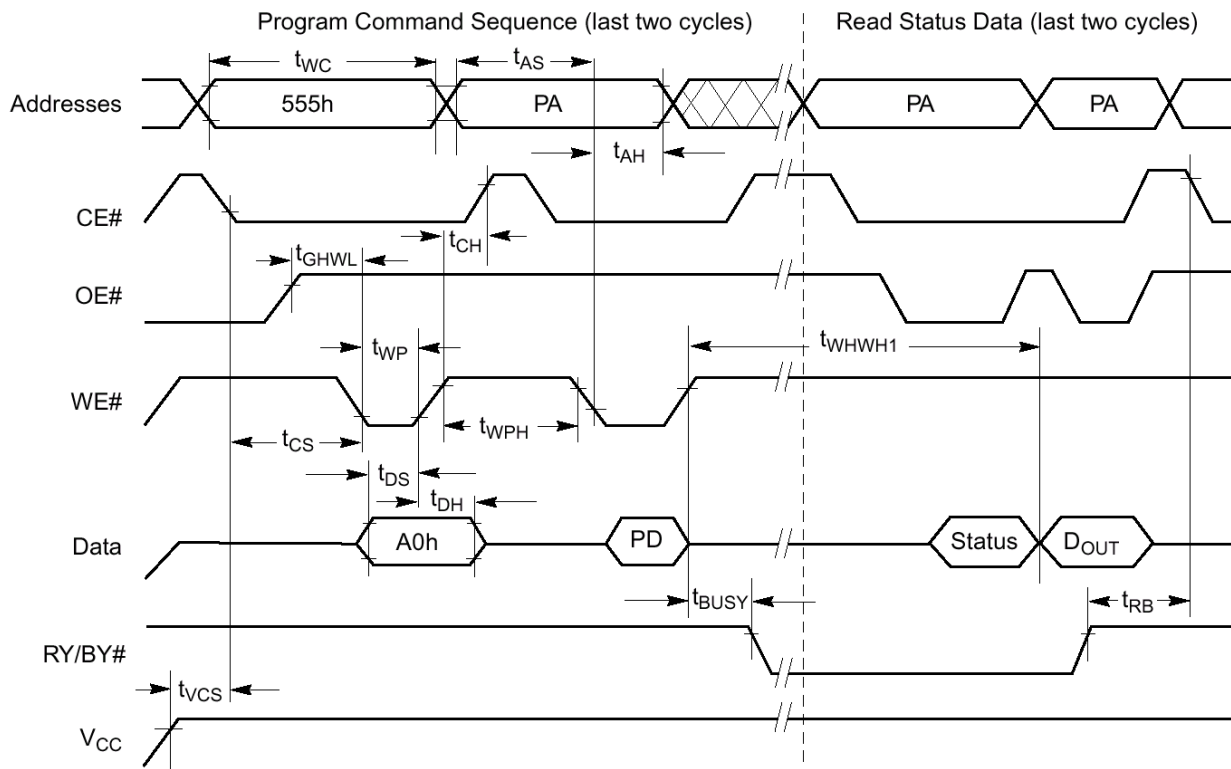 Program Command Sequence (last two cycles)
Read Status Data (last two cycles)
tWC
tAS
Addresses
555h
PA
PA
PA
tAH
CE#
tCH
tGHWL
OE#
tWP
tWHWH1
WE#
tCS
tWPH
tDS
tDH
Data
A0h
PD
Status
DOUT
tBUSY
tRB
RY/BY#
tVCS
VCC